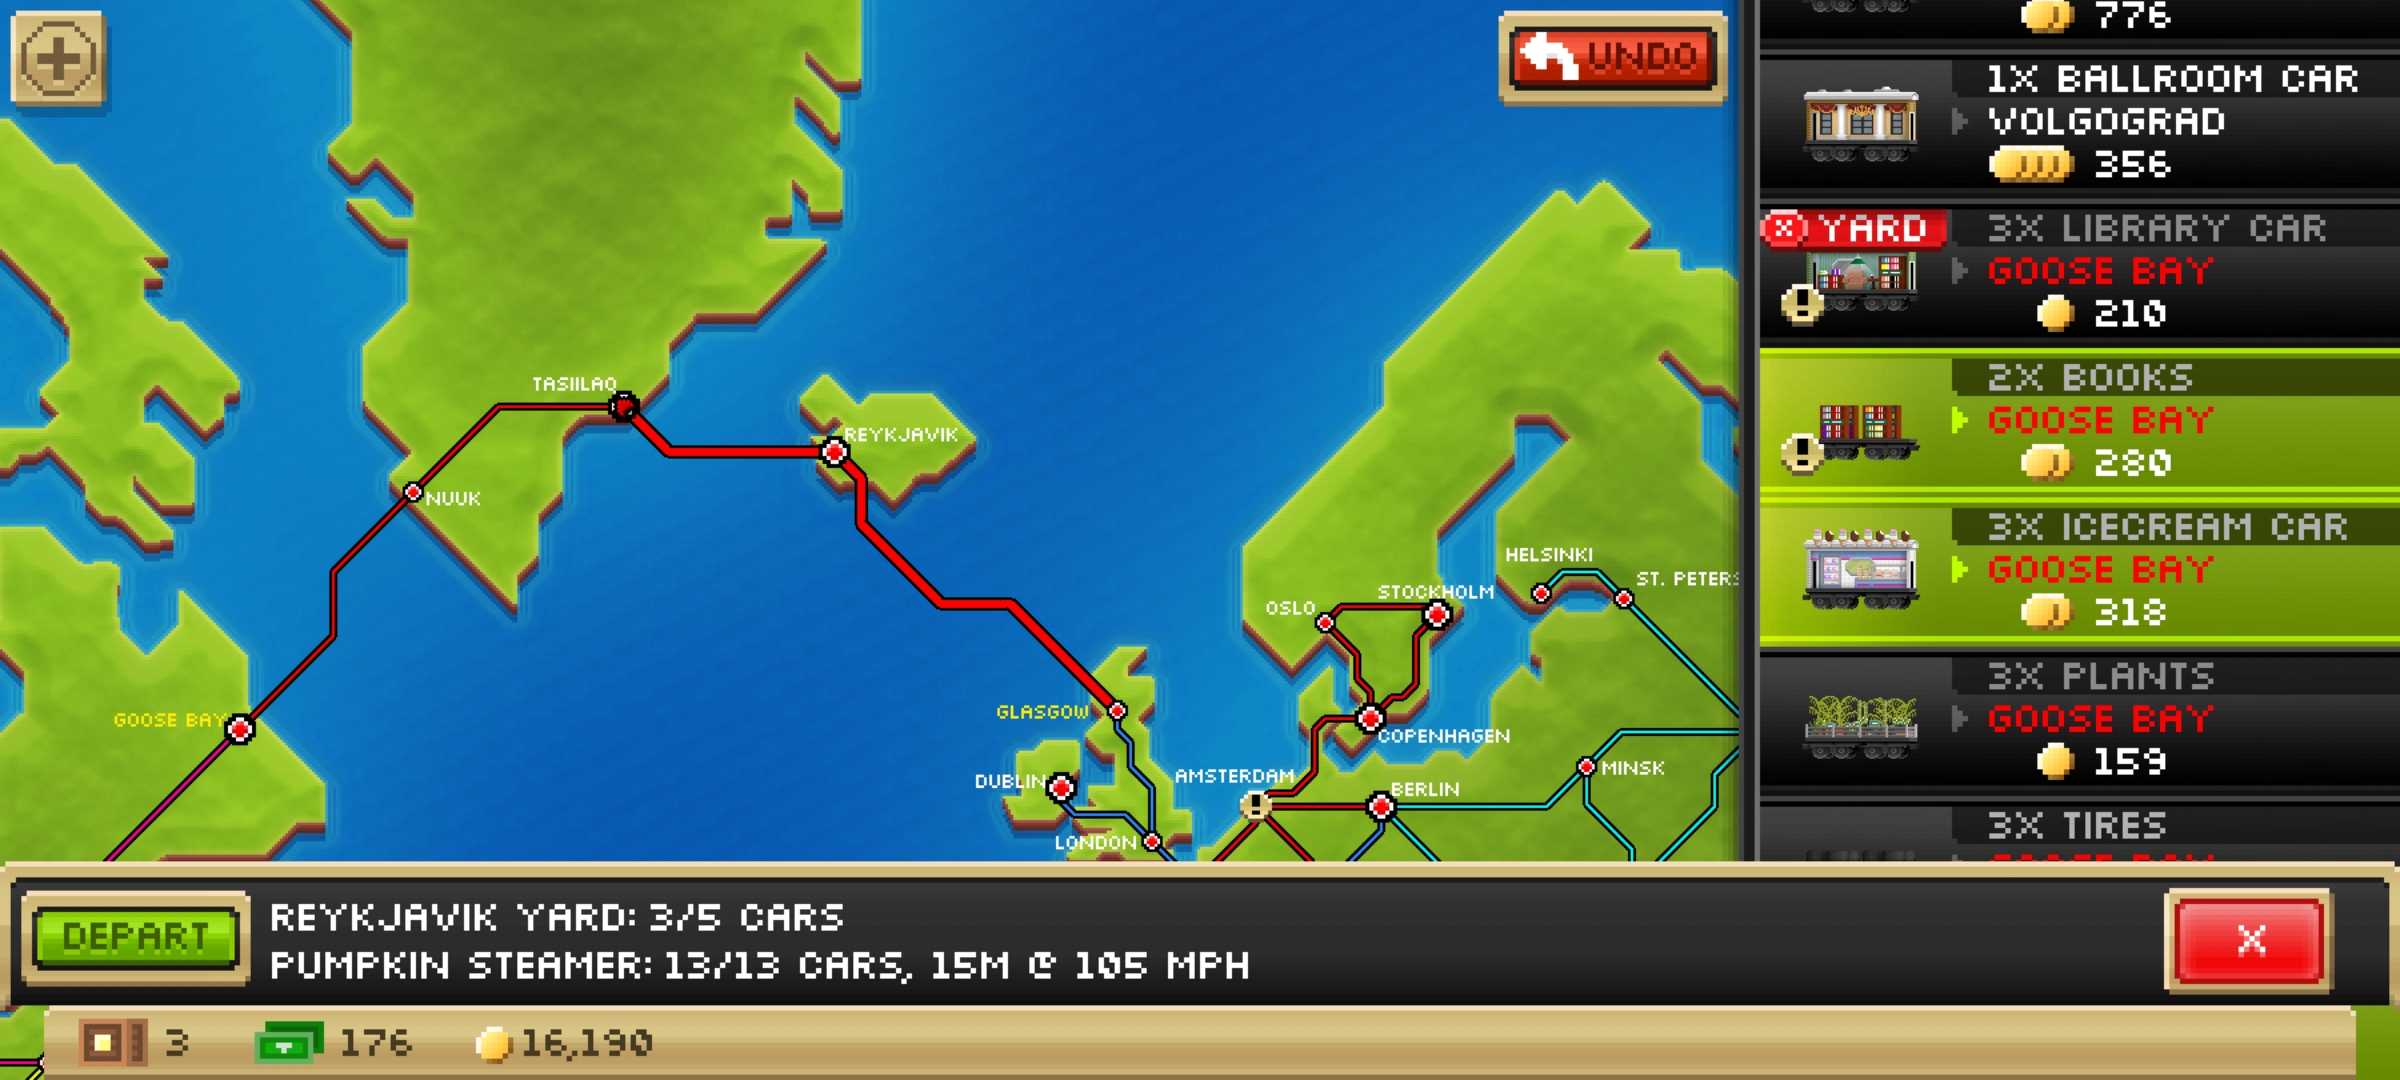 UNDO
776
1X BALLROOM CAR
VOLGOGRAD
356
YARD
3X LIBRARY CAR
GOOSE BAY
210
2X BOOKS
GOOSE BAY
280
3X ICECREAM CAR
GOOSE BAY
318
3X PLANTS
GOOSE BAY
159
3X TIRES
TASIILAQ
REYKJAVIK
NUUK
HELSINKI
ST. PETERS
STOCKHOLM
OSLO
GOOSE BAY
GLASGOW
COPENHAGEN
DUBLIN
AMSTERDAM
MINSK
BERLIN
LONDON
DEPART
REYKJAVIK YARD: 3/5 CARS
PUMPKIN STEAMER: 13/13 CARS, 15M @ 105 MPH
X
3
176
16,190